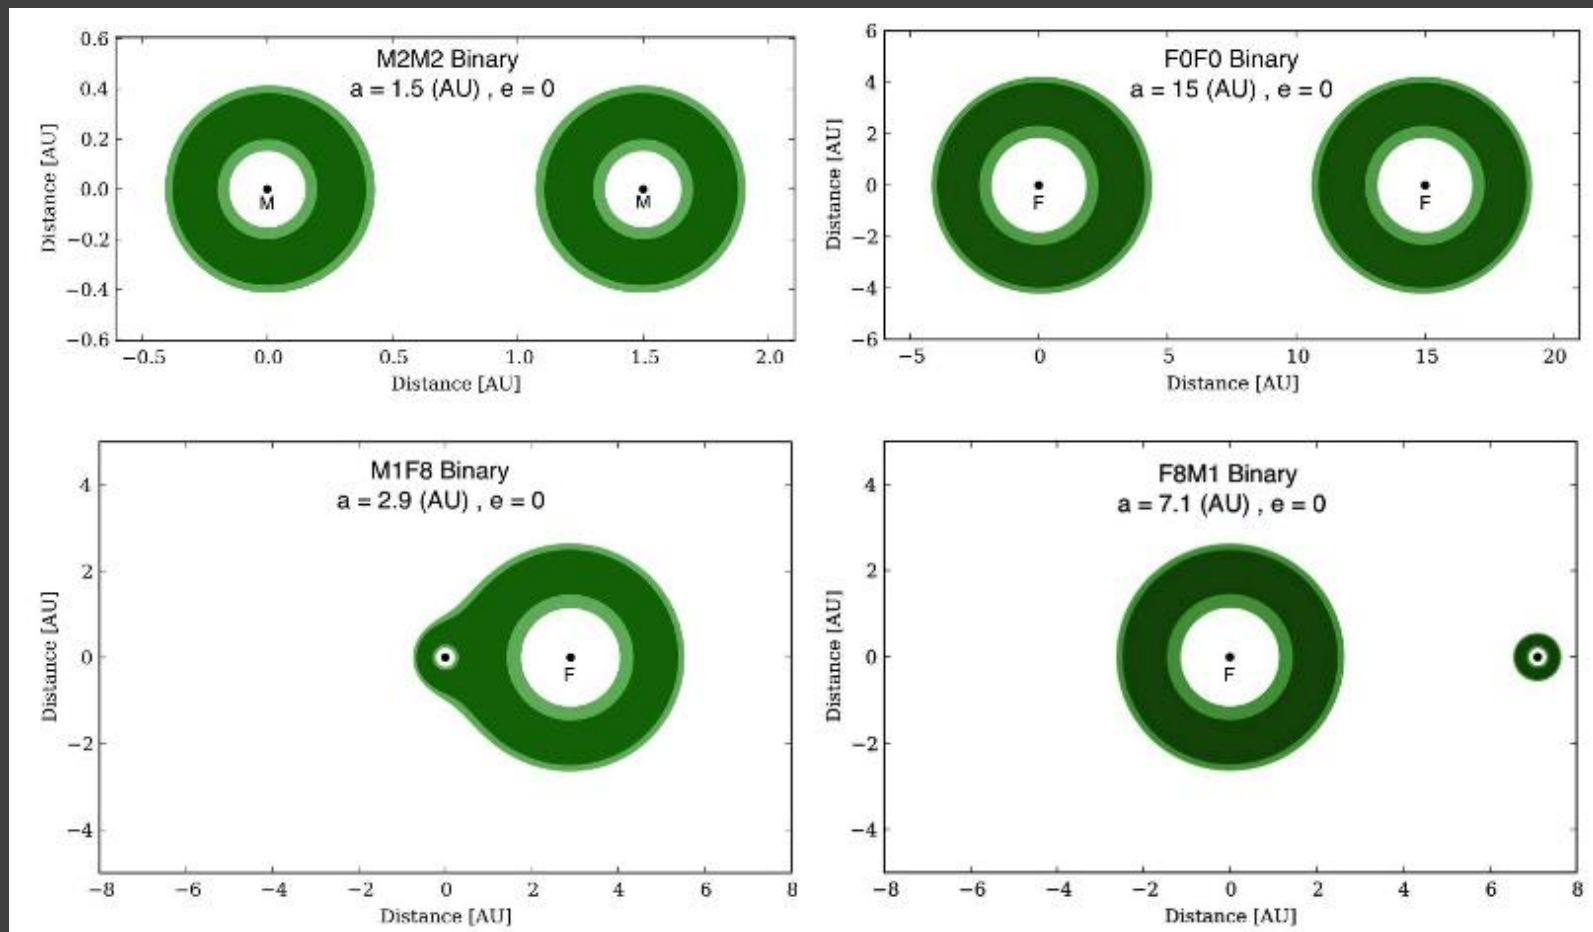 M2M2 Binary
a = 1.5 (AU) , e = 0
0.6
0.4
0.2
0.0
−0.2
−0.4
−0.6
Distance [AU]
M
M
−0.5
0.0
0.5
1.0
1.5
2.0
Distance [AU]
F0F0 Binary
a = 15 (AU) , e = 0
6
4
2
0
−2
−4
−6
Distance [AU]
F
F
−5
0
5
10
15
20
Distance [AU]
M1F8 Binary
a = 2.9 (AU) , e = 0
4
2
0
−2
−4
Distance [AU]
F
−8
−6
−4
−2
0
2
4
6
8
Distance [AU]
F8M1 Binary
a = 7.1 (AU) , e = 0
4
2
0
−2
−4
Distance [AU]
F
−8
−6
−4
−2
0
2
4
6
8
Distance [AU]